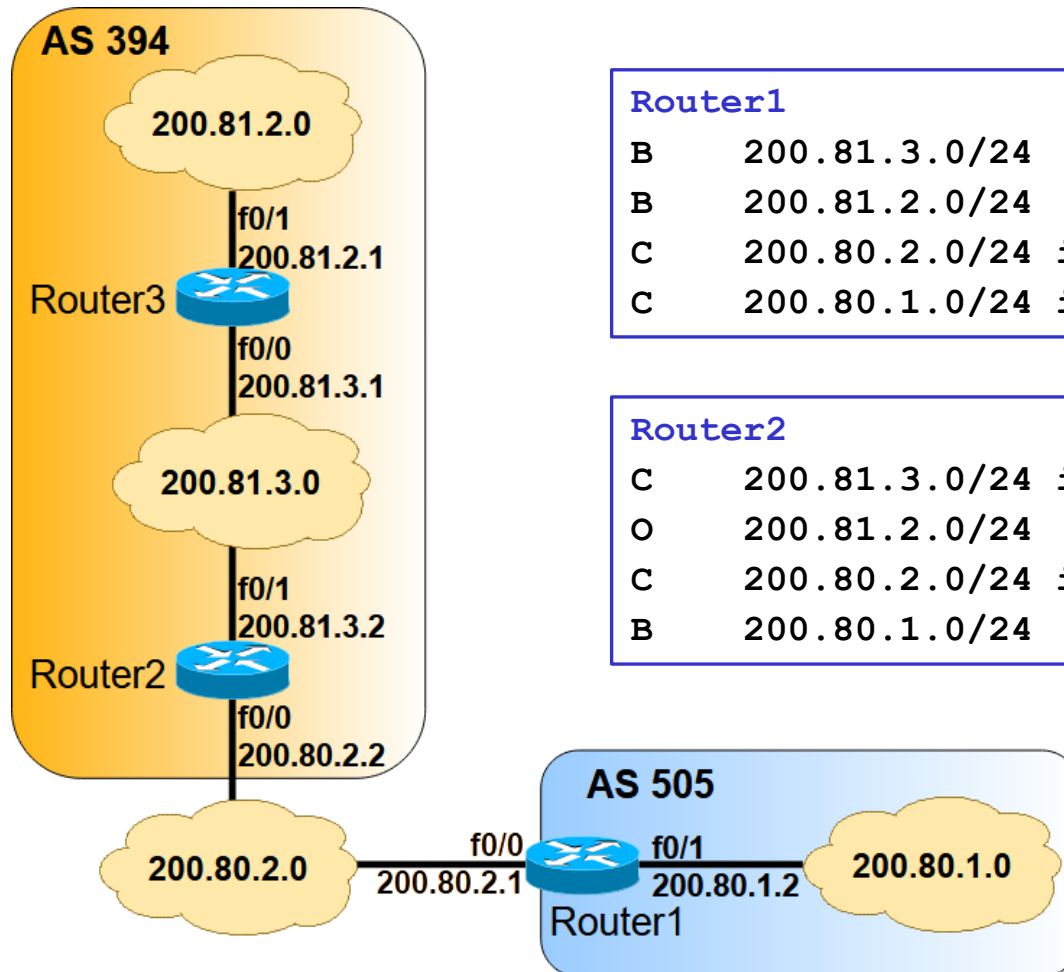 AS 394
200.81.2.0
f0/1
200.81.2.1
Router3
f0/0
200.81.3.1
200.81.3.0
f0/1
200.81.3.2
Router2
f0/0
200.80.2.2
200.80.2.0
f0/0
200.80.2.1
AS 505
f0/1
200.80.1.2
Router1
200.80.1.0
Router1
B 200.81.3.0/24
B 200.81.2.0/24
C 200.80.2.0/24
C 200.80.1.0/24
Router2
C 200.81.3.0/24
O 200.81.2.0/24
C 200.80.2.0/24
B 200.80.1.0/24